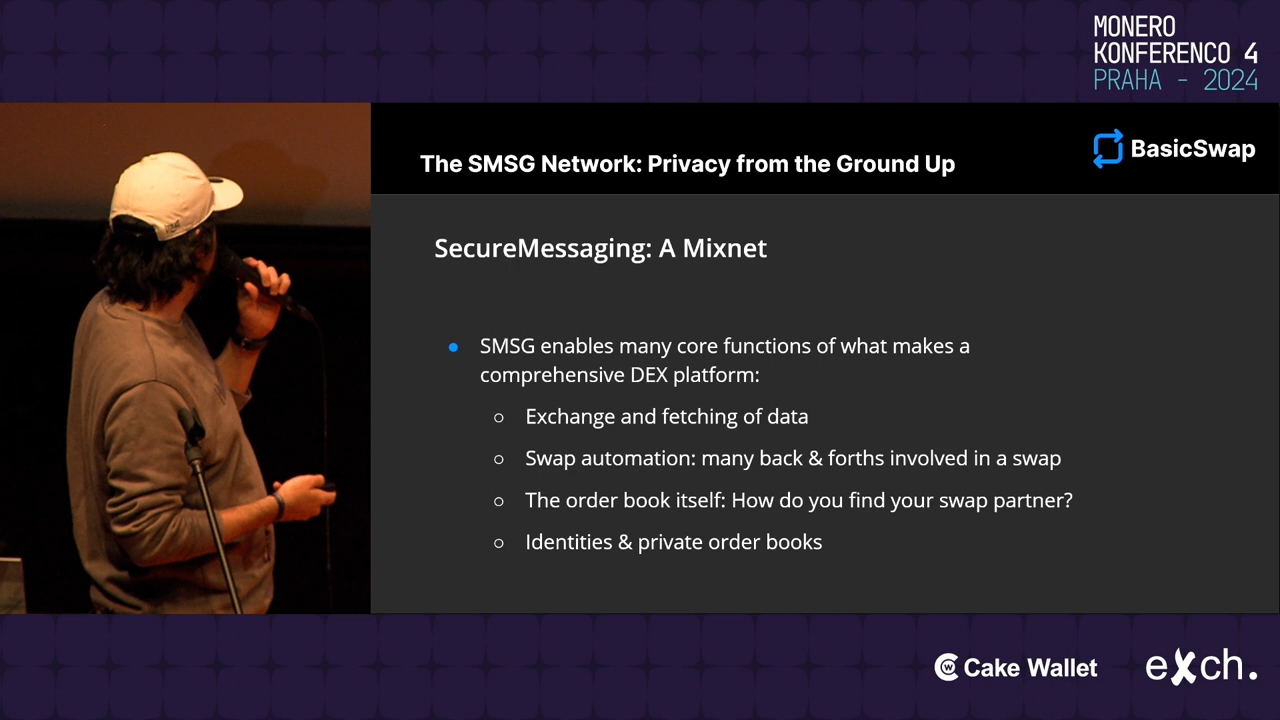 MONERO
KONFERENCO 4
PRAHA - 2024
The SMSG Network: Privacy from the Ground Up
BasicSwap
SecureMessaging: A Mixnet
SMSG enables many core functions of what makes a
comprehensive DEX platform:
Exchange and fetching of data
Swap automation: many back & forths involved in a swap
The order book itself: How do you find your swap partner?
Identities & private order books
Cake Wallet
eXch.